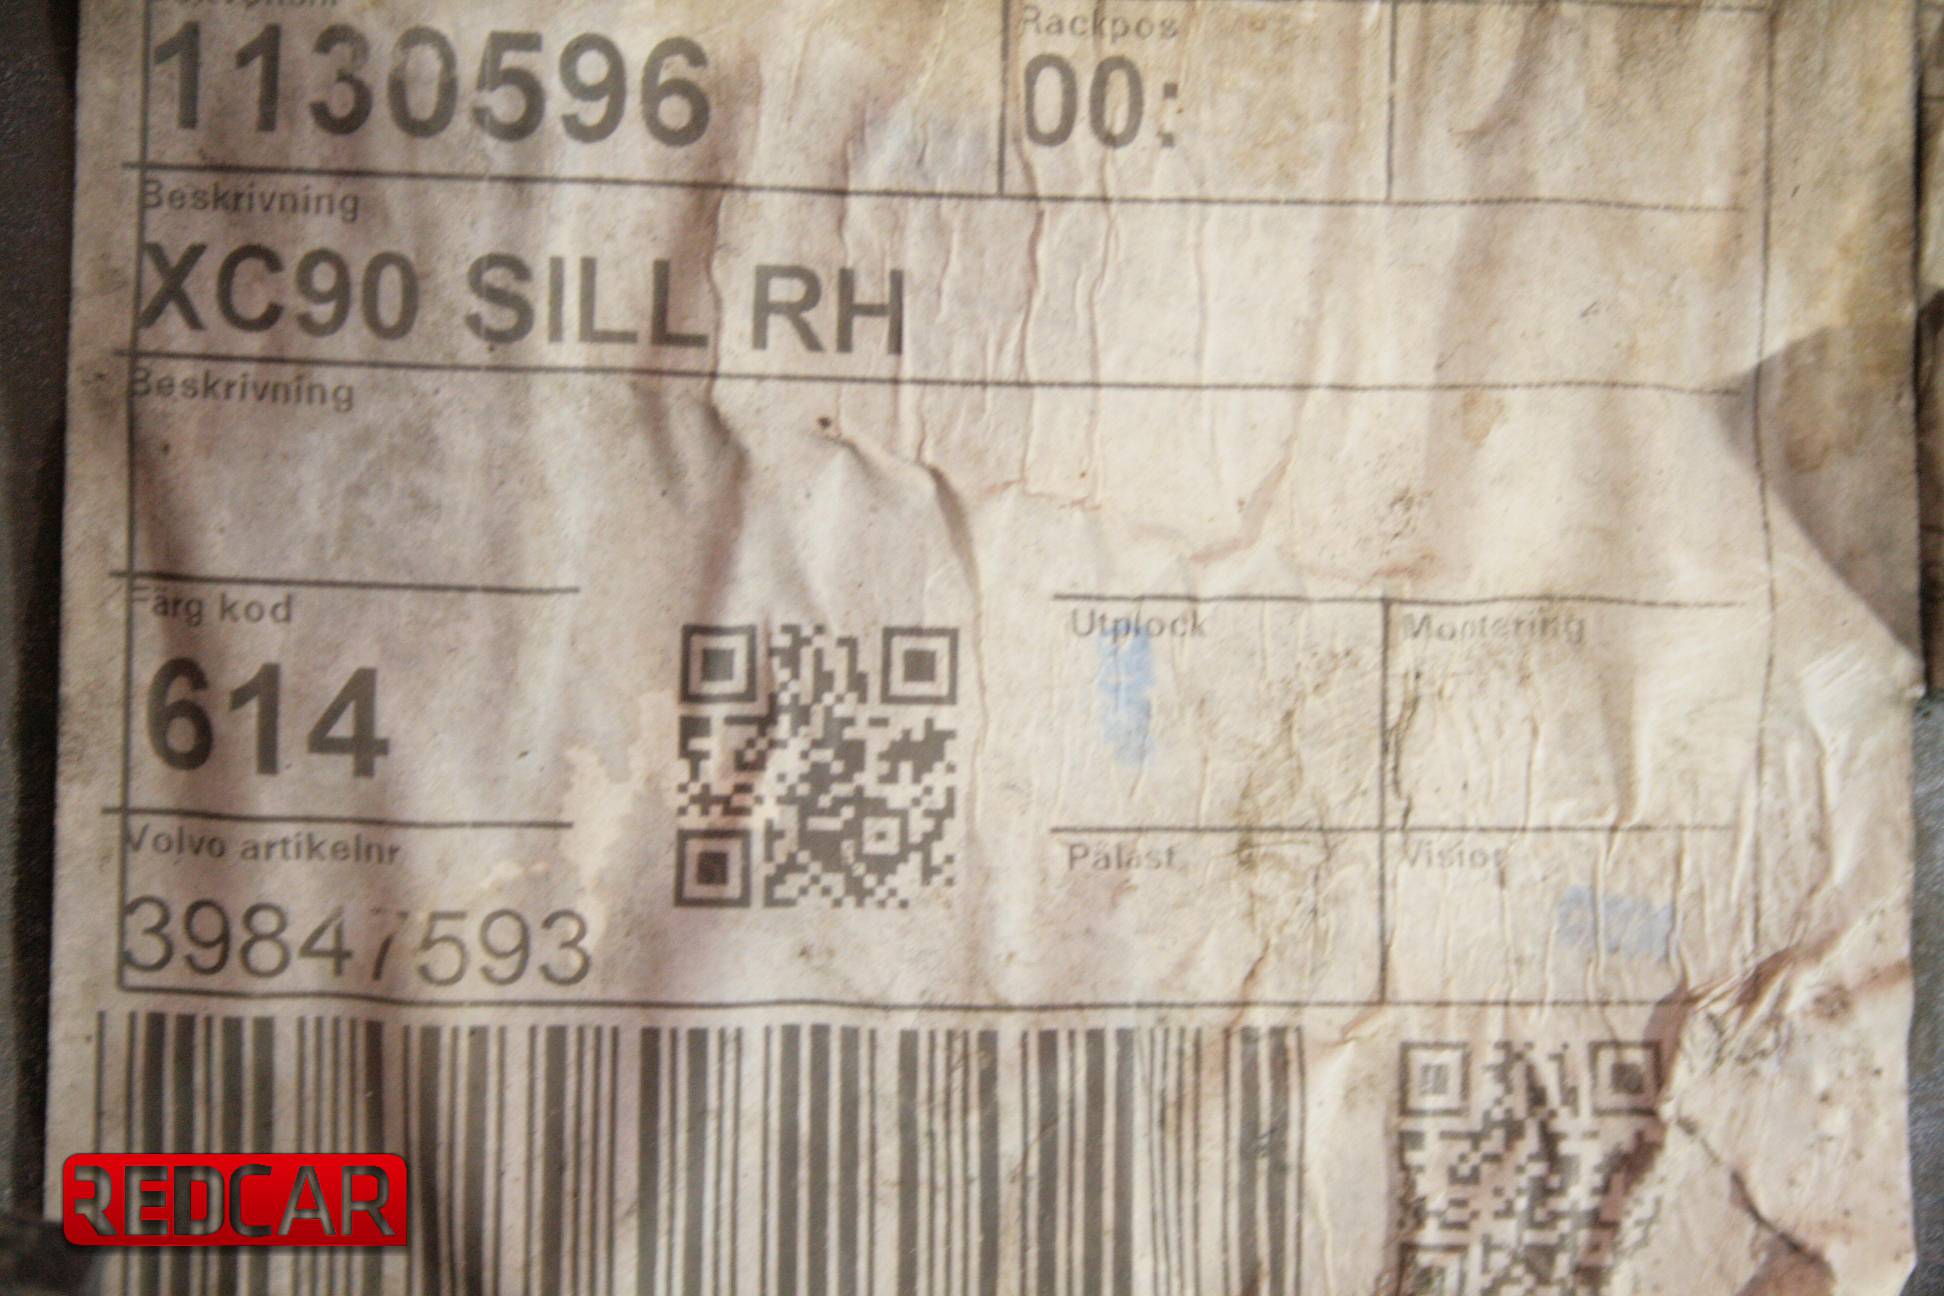 Rackpos
1130596
00:
Beskrivning
XC90 SILL RH
Beskrivning
Färg kod
614
Utplock
Montering
Volvo artikelnr
39847593
Pålast
Vision
REDCAR